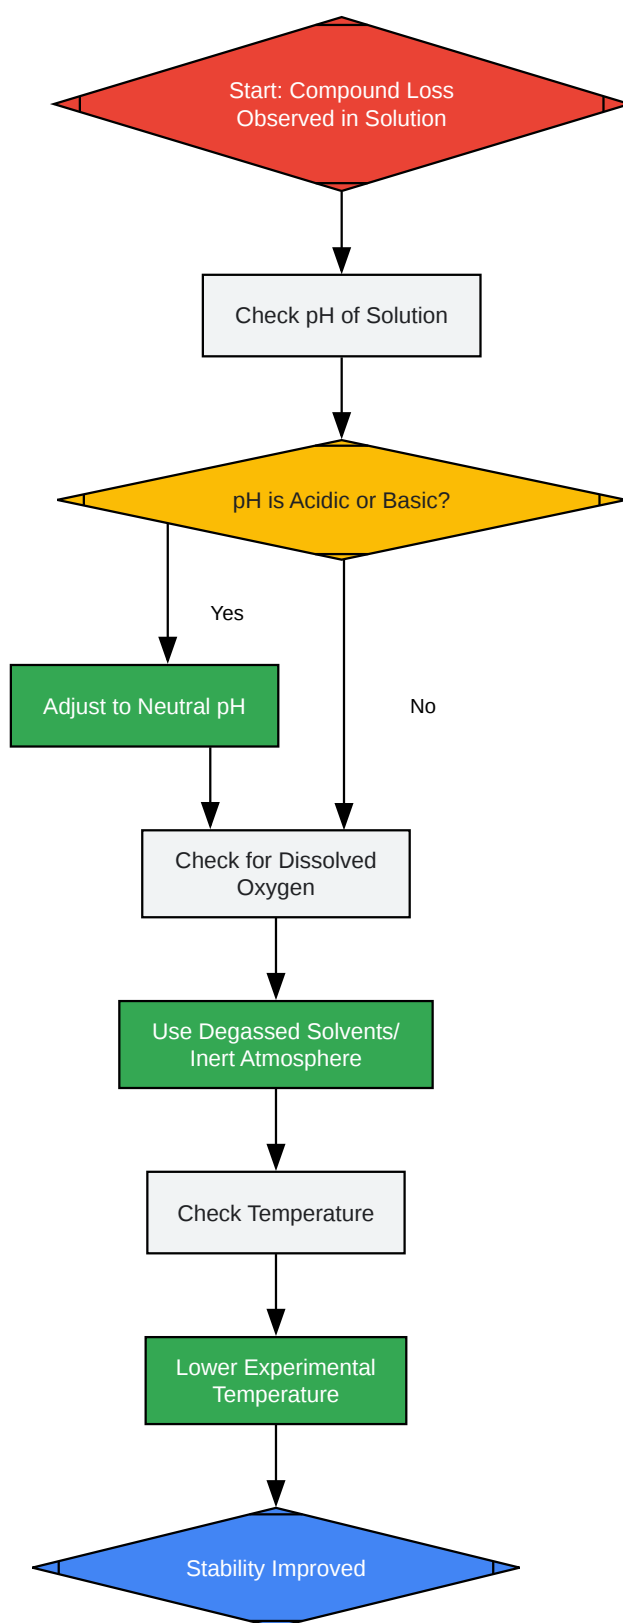 Start: Compound Loss
Observed in Solution
Check pH of Solution
pH is Acidic or Basic?
Yes
Adjust to Neutral pH
No
Check for Dissolved
Oxygen
Use Degassed Solvents/
Inert Atmosphere
Check Temperature
Lower Experimental
Temperature
Stability Improved